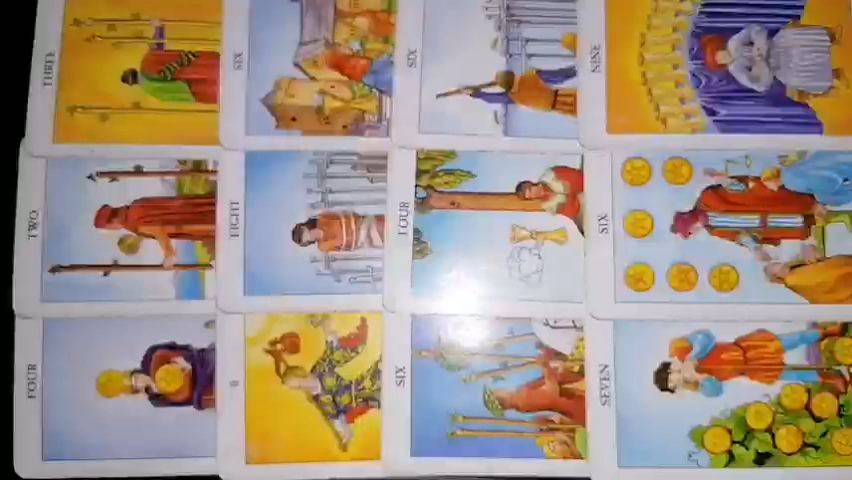 THREE
SIX
SIX
NINE
TWO
EIGHT
FOUR
SIX
FOUR
0
SIX
SEVEN